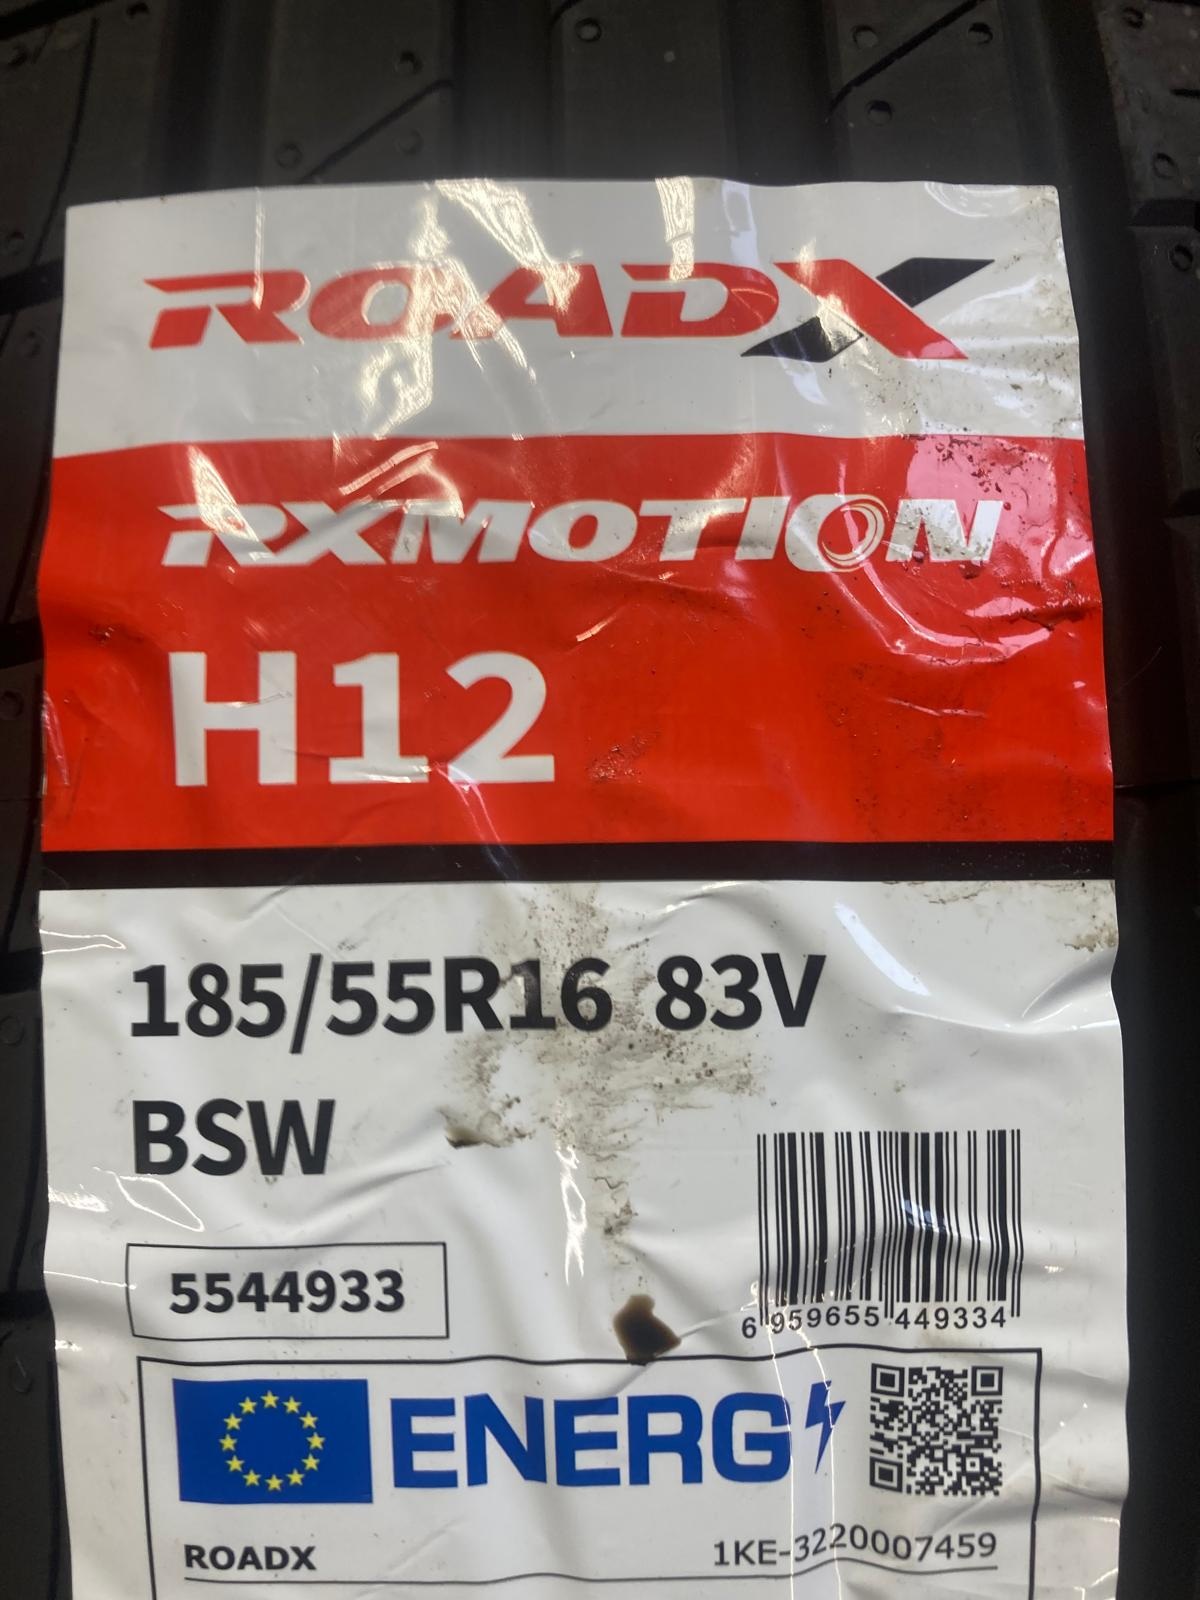 ROADX
RXMOTION
H12
185/55R16 83V
BSW
5544933
6 959655 449334
ENERG
ROADX
1KE-3220007459